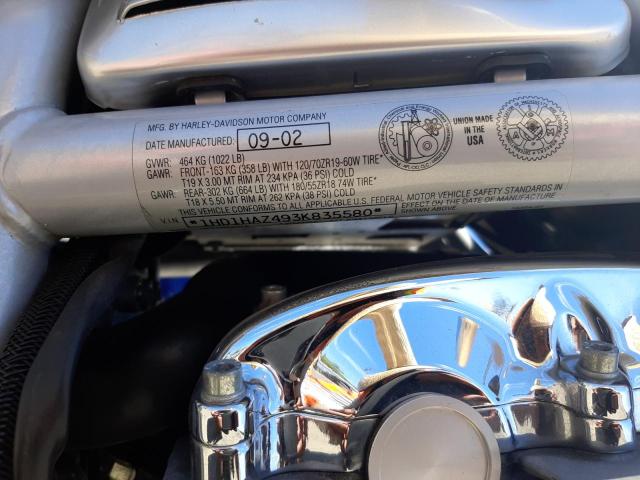 MFG. BY HARLEY-DAVIDSON MOTOR COMPANY
DATE MANUFACTURED: 09-02
GVWR: 464 KG (1022 LB)
GAWR: FRONT-163 KG (358 LB) WITH 120/70ZR19-60W TIRE*
T19 X 3.00 MT RIM AT 234 KPA (36 PSI) COLD
GAWR: REAR-302 KG (664 LB) WITH 180/55ZR18 74W TIRE*
T18 X 5.50 MT RIM AT 262 KPA (38 PSI) COLD
THIS VEHICLE CONFORMS TO ALL APPLICABLE U.S. FEDERAL MOTOR VEHICLE SAFETY STANDARDS IN
EFFECT ON THE DATE OF MANUFACTURE
SHOWN ABOVE.
V.I.N. *1HD1HAZ493K835580*
UNION MADE
IN THE
USA